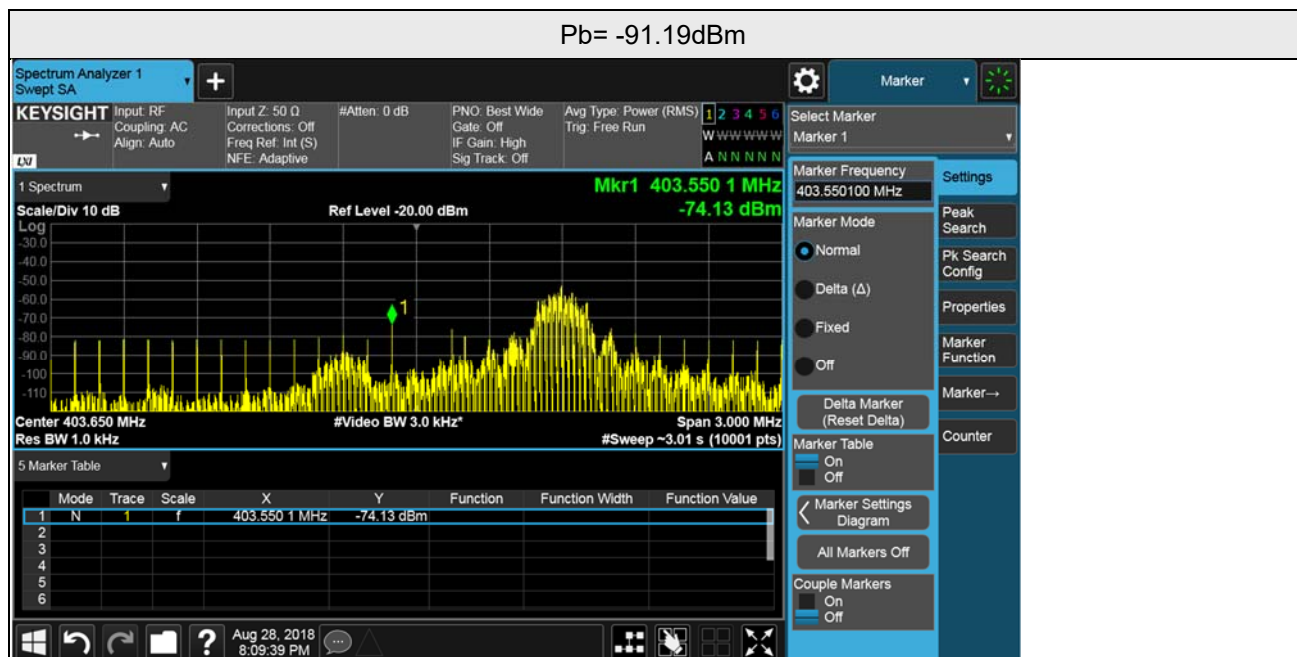 Pb= -91.19dBm
Spectrum Analyzer 1
Swept SA
+
Marker
KEYSIGHT
Input: RF
Coupling: AC
Align: Auto
Input Z: 50 Ω
Corrections: Off
Freq Ref: Int (S)
NFE: Adaptive
#Atten: 0 dB
PNO: Best Wide
Gate: Off
IF Gain: High
Sig Track: Off
Avg Type: Power (RMS)
Trig: Free Run
1 2 3 4 5 6
W W W W W W
A N N N N N
LXI
Select Marker
Marker 1
1 Spectrum
Mkr1 403.550 1 MHz
Scale/Div 10 dB
Ref Level -20.00 dBm
-74.13 dBm
Log
-30.0
-40.0
-50.0
-60.0
-70.0
-80.0
-90.0
-100
-110
1
Center 403.650 MHz
#Video BW 3.0 kHz*
Span 3.000 MHz
Res BW 1.0 kHz
#Sweep ~3.01 s (10001 pts)
5 Marker Table
Mode Trace Scale X Y Function Function Width Function Value
1 N 1 f 403.550 1 MHz -74.13 dBm
2
3
4
5
6
Marker Frequency
403.550100 MHz
Marker Mode
Normal
Delta (Δ)
Fixed
Off
Delta Marker
(Reset Delta)
Marker Table
On
Off
Marker Settings
Diagram
All Markers Off
Couple Markers
On
Off
Settings
Peak
Search
Pk Search
Config
Properties
Marker
Function
Marker→
Counter
?
Aug 28, 2018
8:09:39 PM